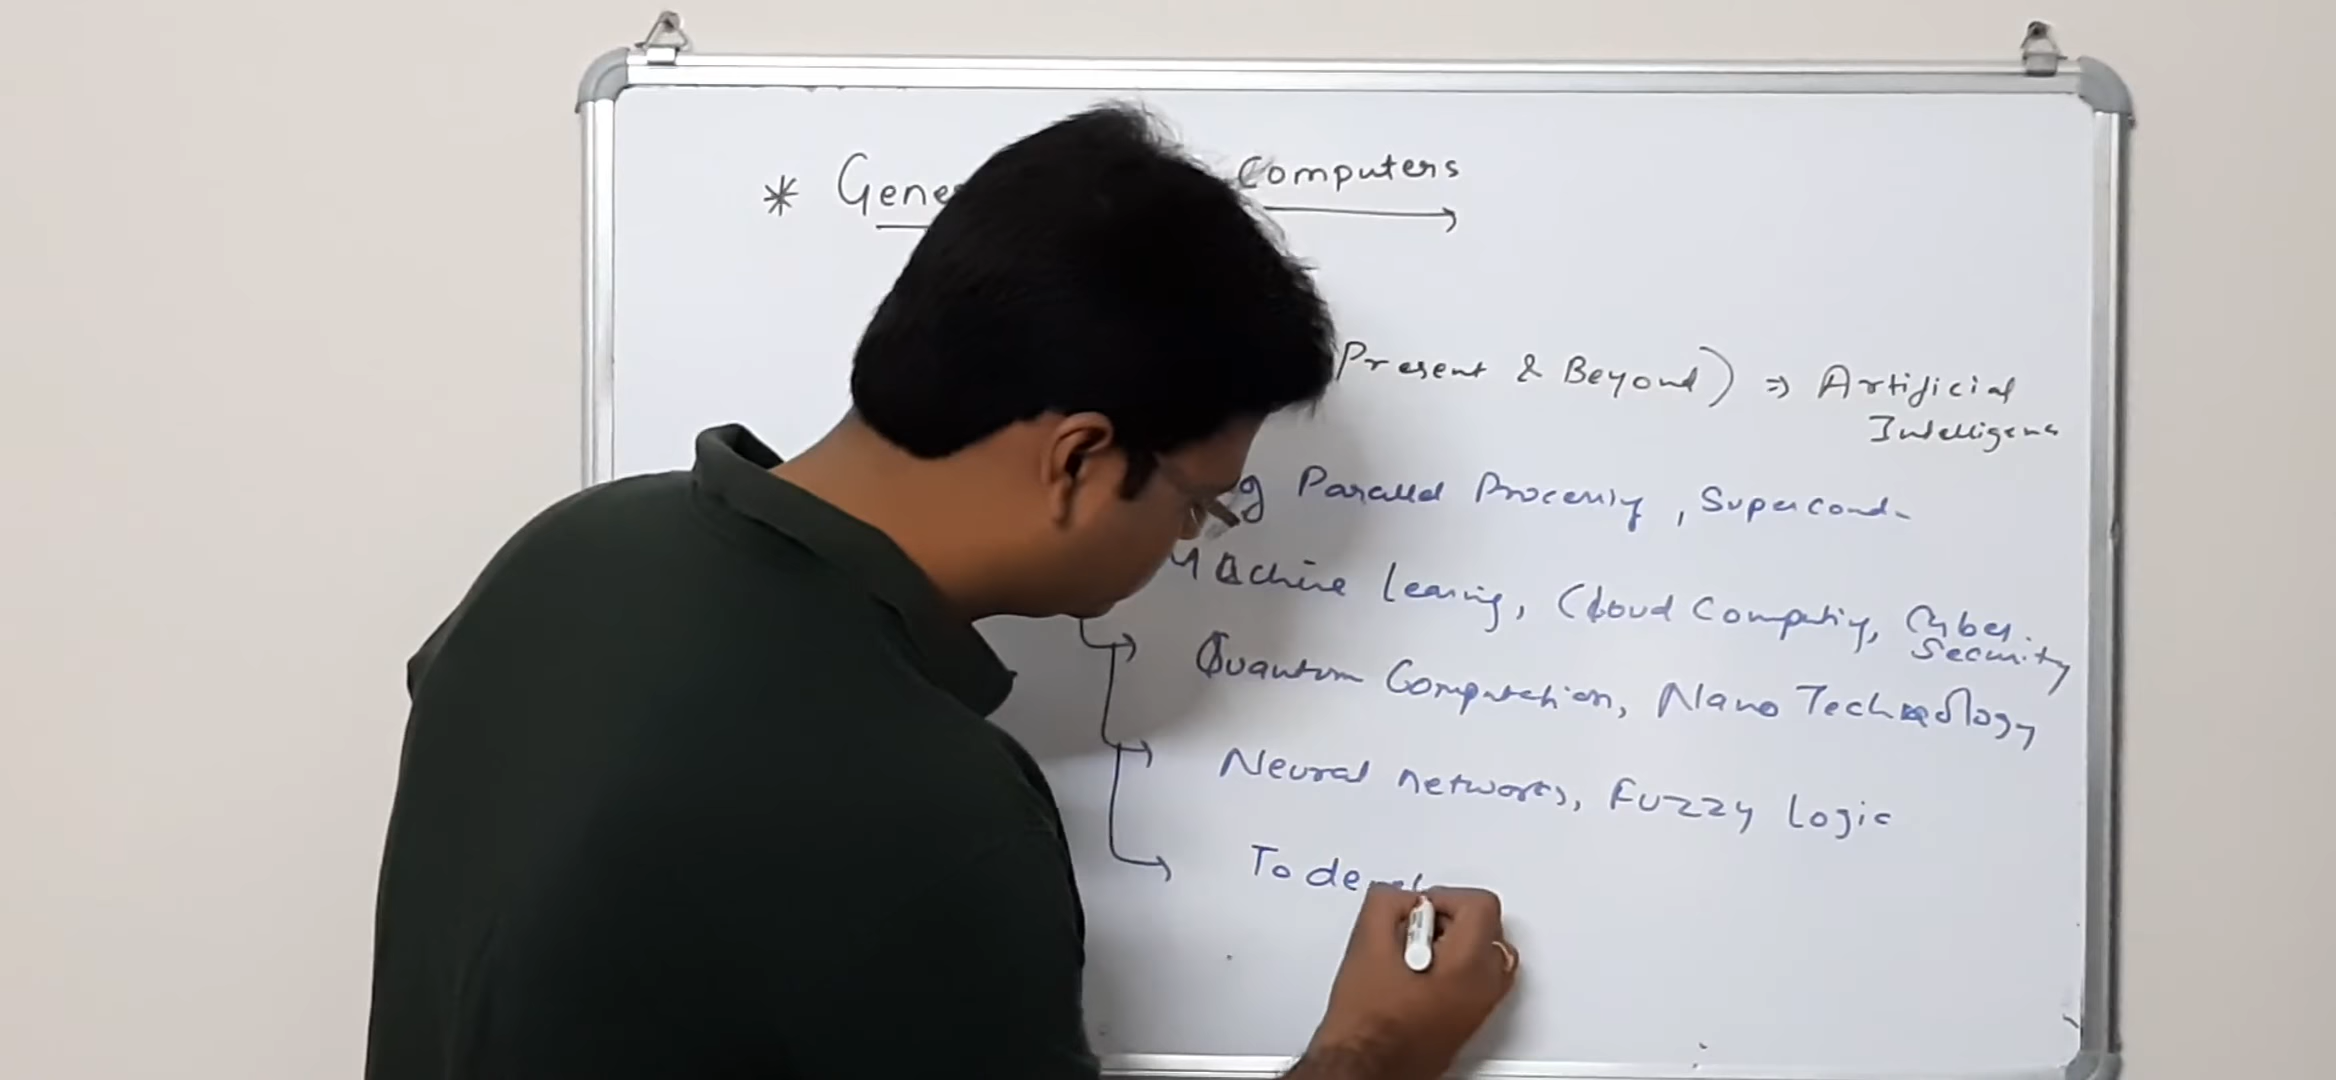 * Gene Computers
(Present & Beyond) ⇒ Artificial
Intelligence
g Parallel Processing, Supercond-
Machine Learning, Cloud Computing, Cyber
Security
Quantum Computation, Nano Technology
Neural networks, Fuzzy Logic
To devel